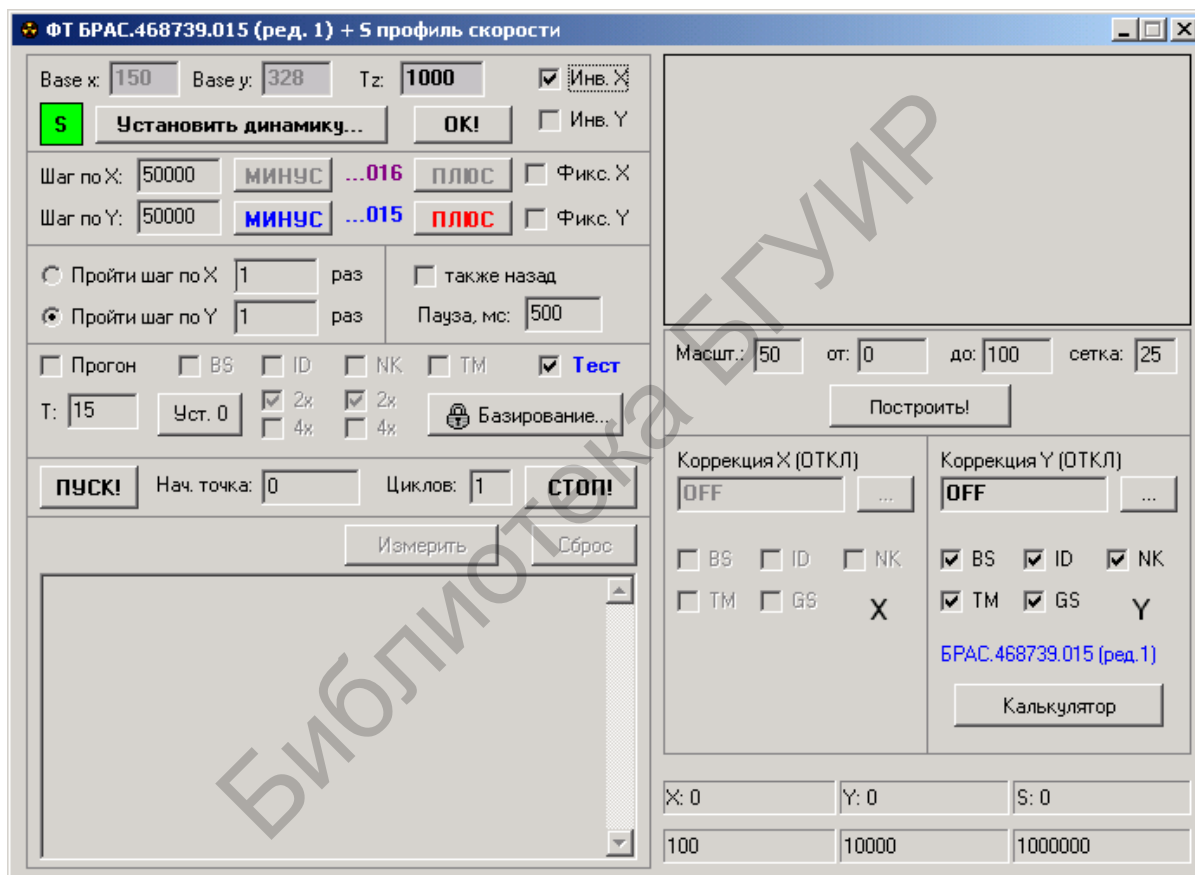 ФТ БРАС.468739.015 (ред. 1) + S профиль скорости
Base x: 150 Base y: 328 Tz: 1000 Инв. X
S Установить динамику... OK! Инв. Y
Шаг по X: 50000 МИНУС ...016 ПЛЮС Фикс. X
Шаг по Y: 50000 МИНУС ...015 ПЛЮС Фикс. Y
Пройти шаг по X 1 раз также назад
Пройти шаг по Y 1 раз Пауза, мс: 500
Прогон BS ID NK TM Тест
T: 15 Уст. 0 2x 2x Базирование...
4x 4x
ПУСК! Нач. точка: 0 Циклов: 1 СТОП!
Измерить Сброс
Масшт.: 50 от: 0 до: 100 сетка: 25
Построить!
Коррекция X (ОТКЛ) Коррекция Y (ОТКЛ)
OFF ... OFF ...
BS ID NK BS ID NK
TM GS X TM GS Y
БРАС.468739.015 (ред.1)
Калькулятор
X: 0 Y: 0 S: 0
100 10000 1000000
Библиотека БГУИР